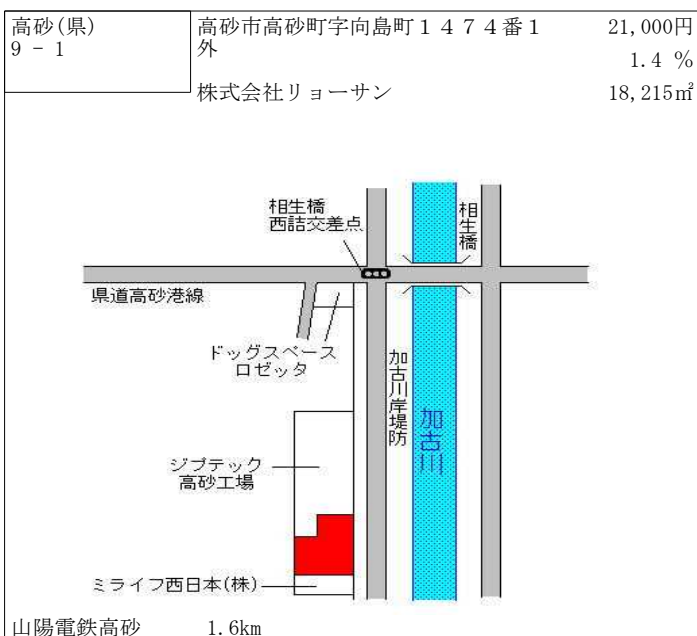 高砂(県)
9 - 1
高砂市高砂町字向島町１４７４番１
外
株式会社リョーサン
21,000円
1.4 %
18,215㎡
相生橋
西詰交差点
相生橋
県道高砂港線
ドッグスペース
ロゼッタ
加古川岸堤防
加古川
ジプテック
高砂工場
ミライフ西日本(株)
山陽電鉄高砂 1.6km